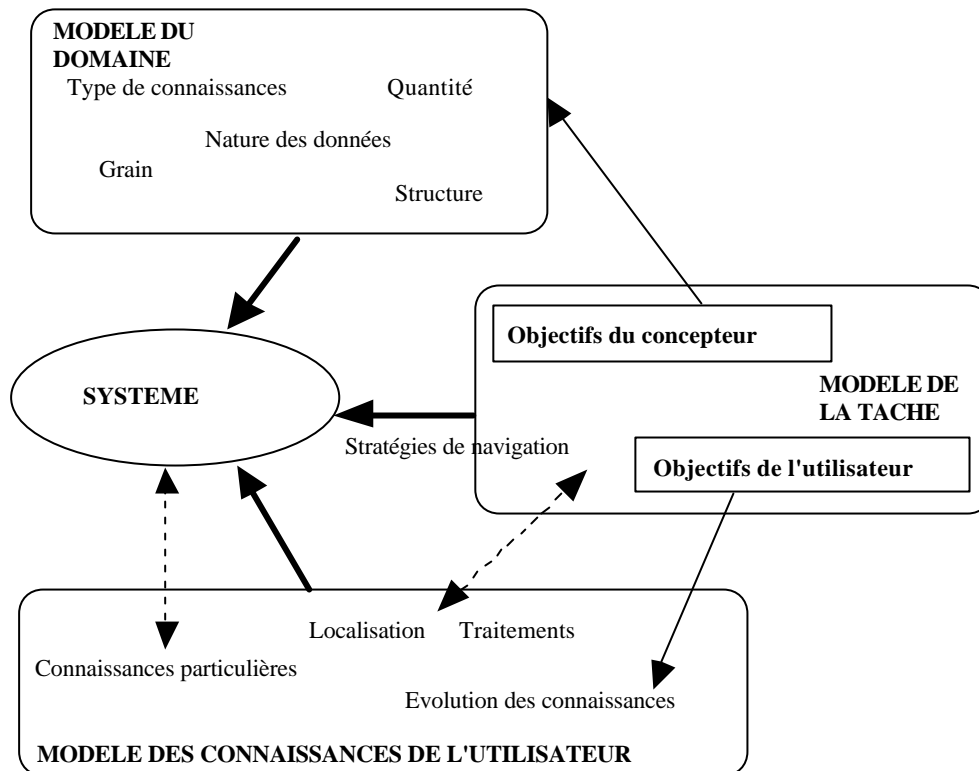 MODELE DU
DOMAINE
Type de connaissances
Quantité
Nature des données
Grain
Structure
Objectifs du concepteur
MODELE DE
LA TACHE
SYSTEME
Stratégies de navigation
Objectifs de l'utilisateur
Localisation
Traitements
Connaissances particulières
Evolution des connaissances
MODELE DES CONNAISSANCES DE L'UTILISATEUR